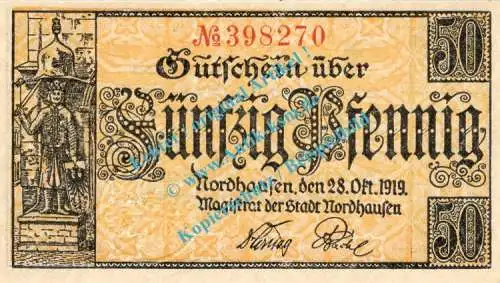 № 398270
50
Gutschein über
Fünfzig Pfennig
Nordhausen, den 28. Okt. 1919.
Magistrat der Stadt Nordhausen
50